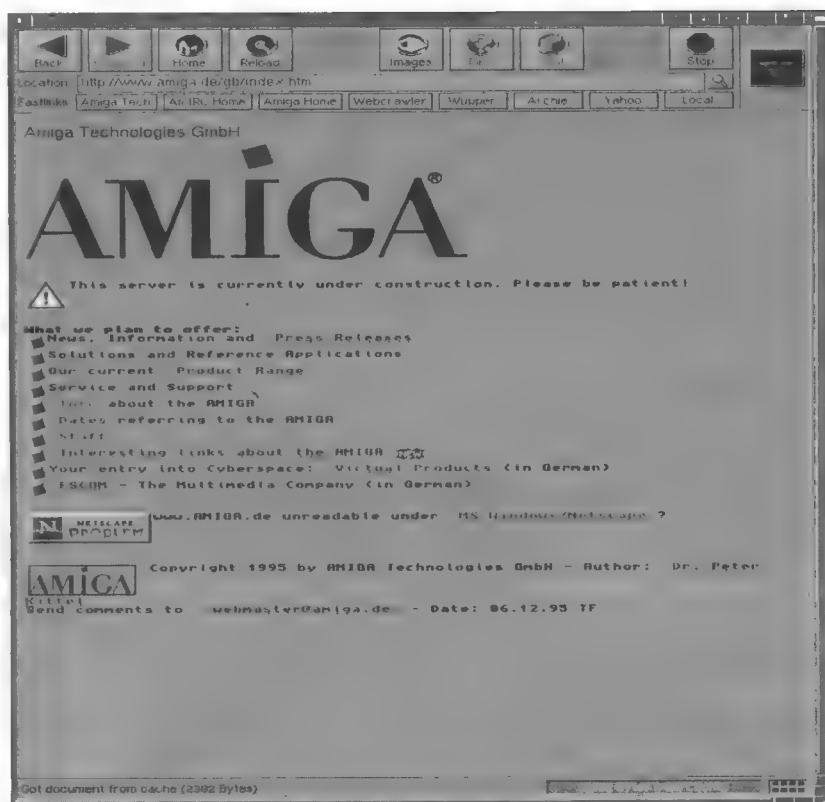 Back
Home
Reload
Images
Stop
Location http://www.amiga.de/gb/index.htm
Fastlinks Amiga Tech Am IRC Home Amiga Home Webcrawler Wupper Archie Yahoo Local
Amiga Technologies GmbH
AMIGA®
This server is currently under construction. Please be patient!
What we plan to offer:
News, Information and Press Releases
Solutions and Reference Applications
Our current Product Range
Service and Support
about the AMIGA
Dates referring to the AMIGA
Staff
Interesting links about the AMIGA NEW
Your entry into Cyberspace: Virtual Products (in German)
ESCOM - The Multimedia Company (in German)
N NETSCAPE PROBLEM www.AMIGA.de unreadable under MS Windows/Netscape ?
AMIGA Copyright 1995 by AMIGA Technologies GmbH - Author: Dr. Peter
Kittel
Send comments to webmaster@amiga.de - Date: 06.12.95 TF
Got document from cache (2382 Bytes)